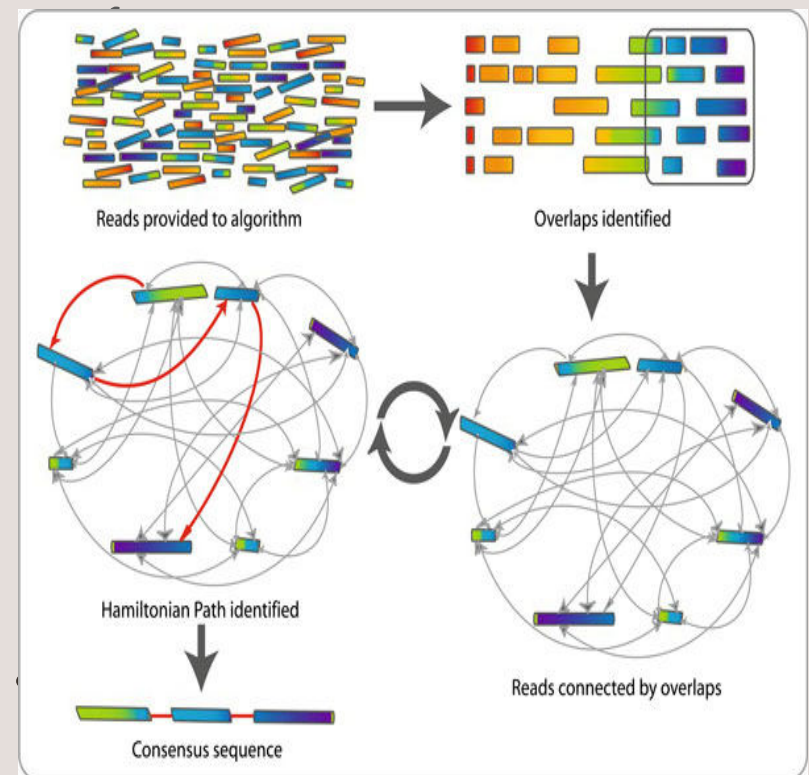 Reads provided to algorithm
Overlaps identified
Hamiltonian Path identified
Reads connected by overlaps
Consensus sequence